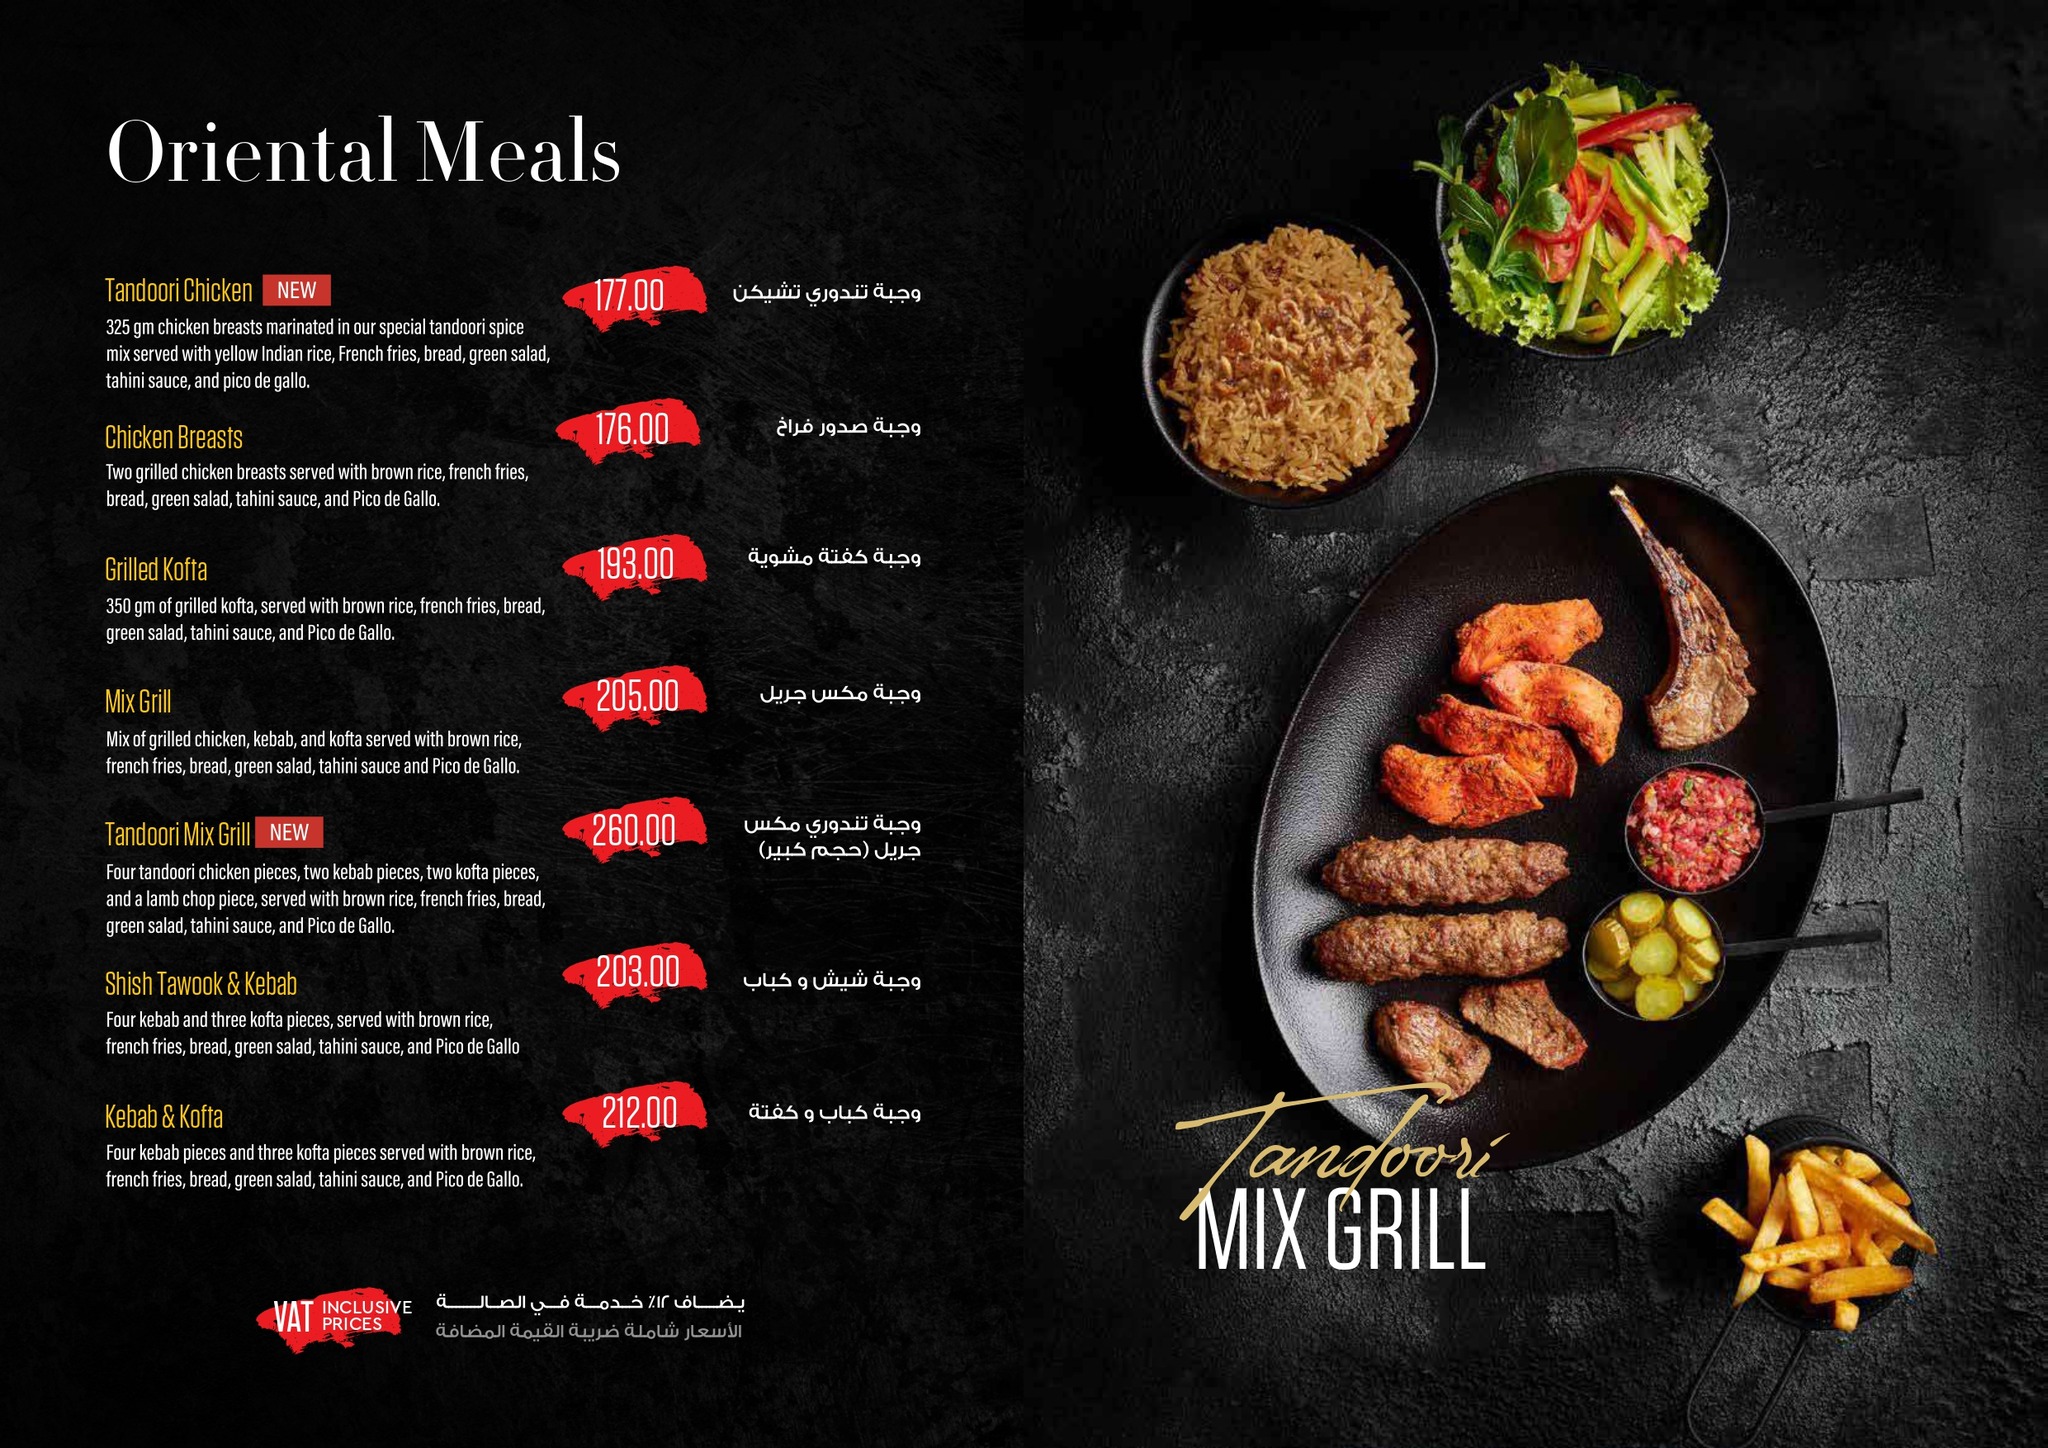 Oriental Meals
Tandoori Chicken NEW
177.00
وجبة تندوري تشيكن
325 gm chicken breasts marinated in our special tandoori spice
mix served with yellow Indian rice, French fries, bread, green salad,
tahini sauce, and pico de gallo.
Chicken Breasts
176.00
وجبة صدور فراخ
Two grilled chicken breasts served with brown rice, french fries,
bread, green salad, tahini sauce, and Pico de Gallo.
Grilled Kofta
193.00
وجبة كفتة مشوية
350 gm of grilled kofta, served with brown rice, french fries, bread,
green salad, tahini sauce, and Pico de Gallo.
Mix Grill
205.00
وجبة مكس جريل
Mix of grilled chicken, kebab, and kofta served with brown rice,
french fries, bread, green salad, tahini sauce and Pico de Gallo.
Tandoori Mix Grill NEW
260.00
وجبة تندوري مكس
جريل (حجم كبير)
Four tandoori chicken pieces, two kebab pieces, two kofta pieces,
and a lamb chop piece, served with brown rice, french fries, bread,
green salad, tahini sauce, and Pico de Gallo.
Shish Tawook & Kebab
203.00
وجبة شيش و كباب
Four kebab and three kofta pieces, served with brown rice,
french fries, bread, green salad, tahini sauce, and Pico de Gallo
Kebab & Kofta
212.00
وجبة كباب و كفتة
Four kebab pieces and three kofta pieces served with brown rice,
french fries, bread, green salad, tahini sauce, and Pico de Gallo.
VAT INCLUSIVE
PRICES
يضــاف ١٢٪ خدمــة فــي الصالــــة
الأسعار شاملة ضريبة القيمة المضافة
Tandoori
MIX GRILL